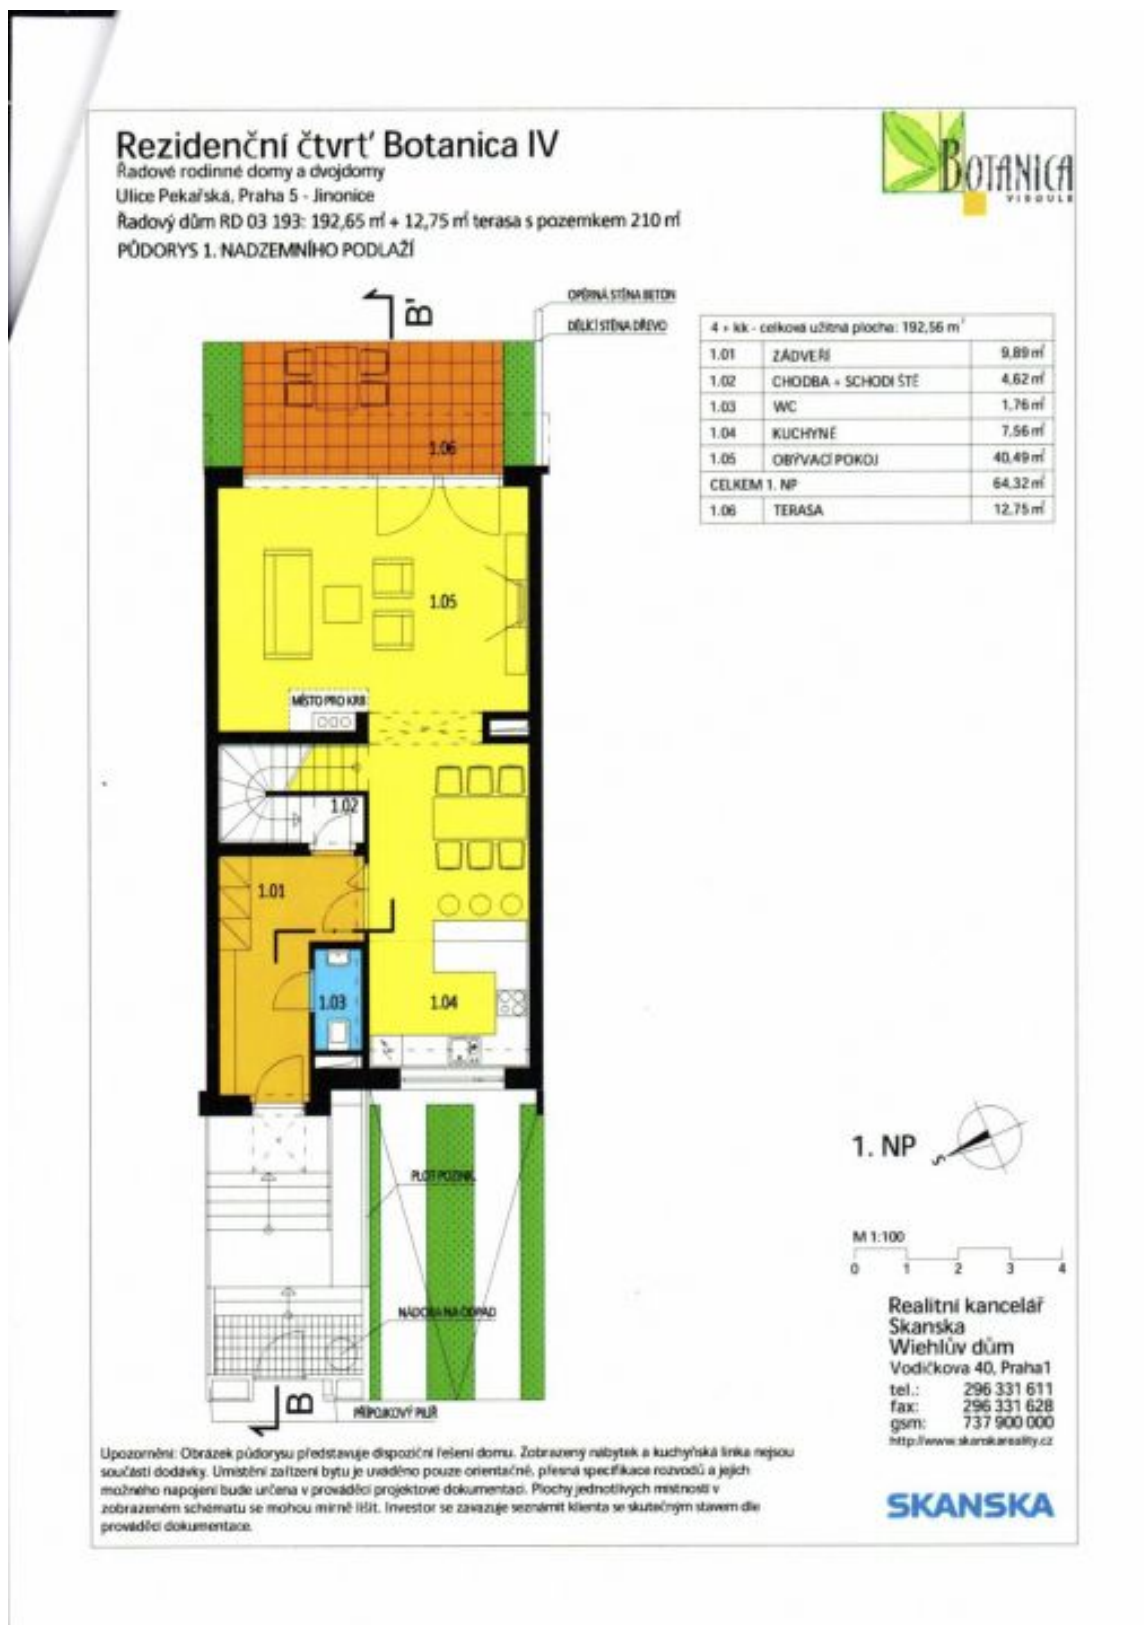 Rezidenční čtvrť Botanica IV
Řadové rodinné domy a dvojdomy
Ulice Pekařská, Praha 5 - Jinonice
Řadový dům RD 03 193: 192,65 m² + 12,75 m² terasa s pozemkem 210 m²
PŮDORYS 1. NADZEMNÍHO PODLAŽÍ
BOTANICA
VIDOULE
B'
OPĚRNÁ STĚNA BETON
DĚLÍCÍ STĚNA DŘEVO
4 + kk - celková užitná plocha: 192,56 m²
1.01 ZÁDVEŘÍ 9,89 m²
1.02 CHODBA + SCHODIŠTĚ 4,62 m²
1.03 WC 1,76 m²
1.04 KUCHYNĚ 7,56 m²
1.05 OBÝVACÍ POKOJ 40,49 m²
CELKEM 1. NP 64,32 m²
1.06 TERASA 12,75 m²
1.06
1.05
MÍSTO PRO KRB
1.02
1.01
1.03
1.04
PLOT POZINK.
NÁDOBA NA ODPAD
B
PŘÍPOJKOVÝ PILÍŘ
1. NP
S
M 1:100
0 1 2 3 4
Realitní kancelář
Skanska
Wiehlův dům
Vodičkova 40, Praha1
tel.: 296 331 611
fax: 296 331 628
gsm: 737 900 000
http://www.skanskareality.cz
Upozornění: Obrázek půdorysu představuje dispoziční řešení domu. Zobrazený nábytek a kuchyňská linka nejsou
součástí dodávky. Umístění zařízení bytu je uváděno pouze orientačně, přesná specifikace rozvodů a jejich
možného napojení bude určena v prováděcí projektové dokumentaci. Plochy jednotlivých místností v
zobrazeném schématu se mohou mírně lišit. Investor se zavazuje seznámit klienta se skutečným stavem dle
prováděcí dokumentace.
SKANSKA